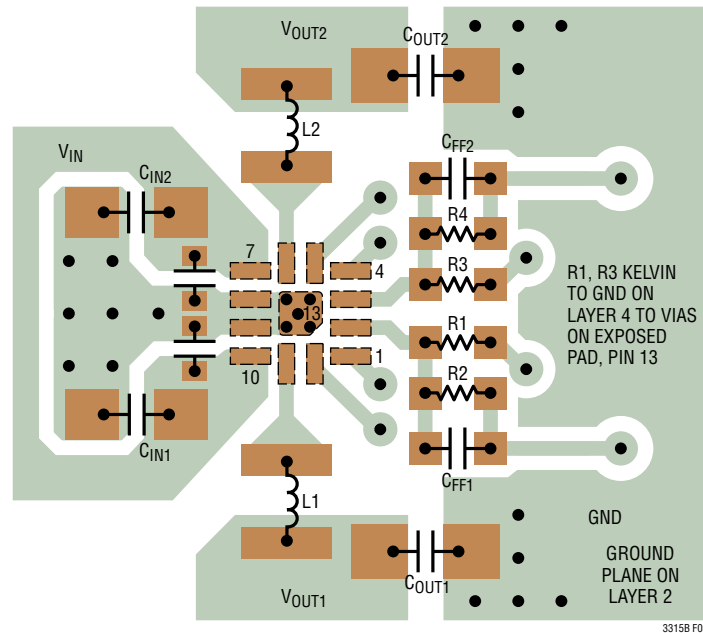 VOUT2
COUT2
L2
VIN
CIN2
CFF2
R4
7
4
R3
13
R1, R3 KELVIN
TO GND ON
LAYER 4 TO VIAS
ON EXPOSED
PAD, PIN 13
R1
10
1
R2
CIN1
CFF1
L1
GND
GROUND
PLANE ON
LAYER 2
COUT1
VOUT1
3315B F0